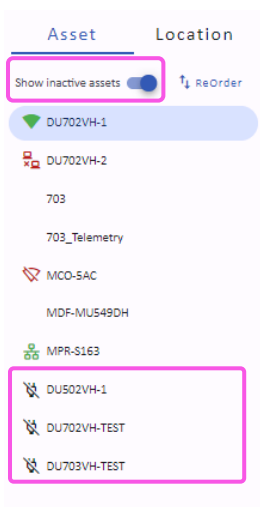 Asset Location
Show inactive assets ReOrder
DU702VH-1
DU702VH-2
703
703_Telemetry
MCO-5AC
MDF-MU549DH
MPR-S163
DU502VH-1
DU702VH-TEST
DU703VH-TEST